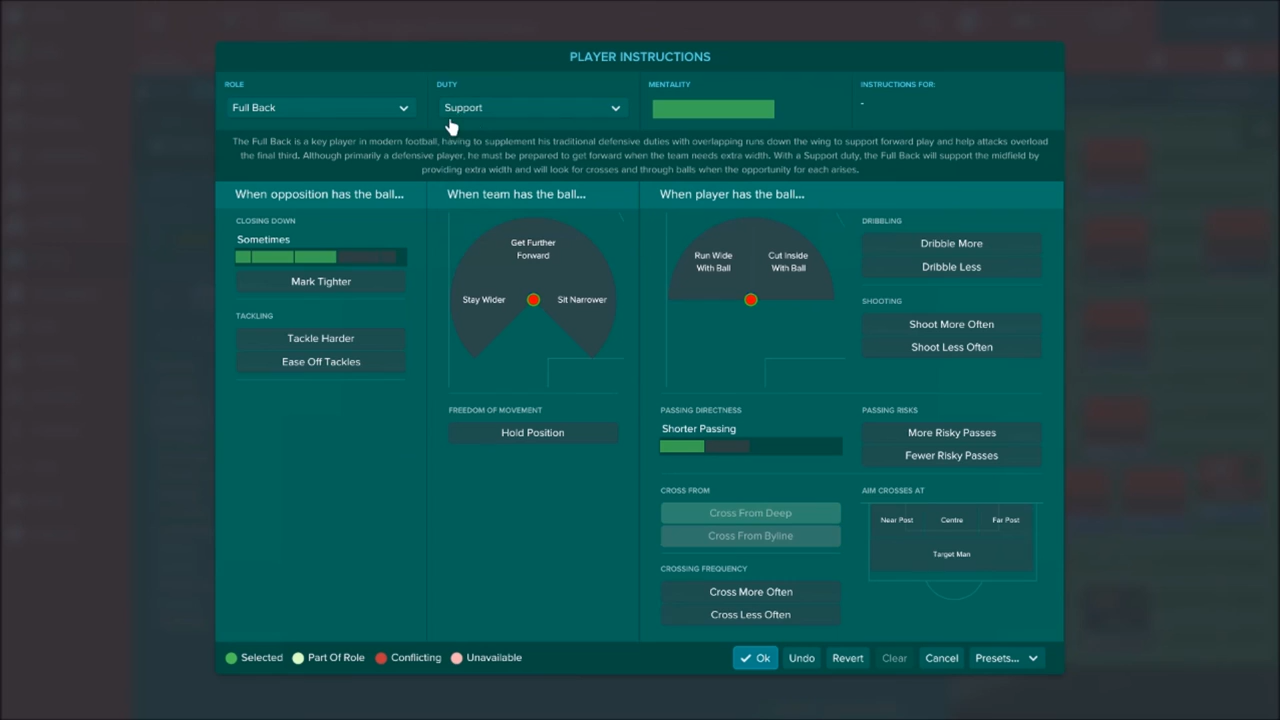 PLAYER INSTRUCTIONS
ROLE
DUTY
MENTALITY
INSTRUCTIONS FOR:
Full Back
Support
-
The Full Back is a key player in modern football, having to supplement his traditional defensive duties with overlapping runs down the wing to support forward play and help attacks overload
the final third. Although primarily a defensive player, he must be prepared to get forward when the team needs extra width. With a Support duty, the Full Back will support the midfield by
providing extra width and will look for crosses and through balls when the opportunity for each arises.
When opposition has the ball...
When team has the ball...
When player has the ball...
CLOSING DOWN
Sometimes
Mark Tighter
TACKLING
Tackle Harder
Ease Off Tackles
Get Further
Forward
Stay Wider
Sit Narrower
FREEDOM OF MOVEMENT
Hold Position
Run Wide
With Ball
Cut Inside
With Ball
DRIBBLING
Dribble More
Dribble Less
SHOOTING
Shoot More Often
Shoot Less Often
PASSING DIRECTNESS
Shorter Passing
PASSING RISKS
More Risky Passes
Fewer Risky Passes
CROSS FROM
Cross From Deep
Cross From Byline
AIM CROSSES AT
Near Post
Centre
Far Post
Target Man
CROSSING FREQUENCY
Cross More Often
Cross Less Often
Selected
Part Of Role
Conflicting
Unavailable
Ok
Undo
Revert
Clear
Cancel
Presets...